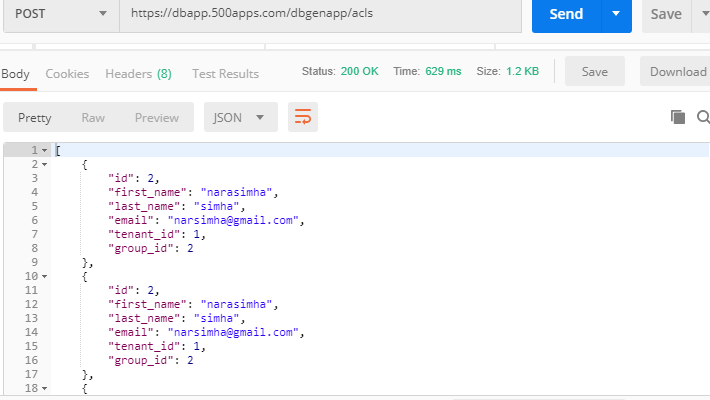 POST https://dbapp.500apps.com/dbgenapp/acls Send Save
Body Cookies Headers (8) Test Results Status: 200 OK Time: 629 ms Size: 1.2 KB Save Download
Pretty Raw Preview JSON
1 [
2 {
3 "id": 2,
4 "first_name": "narasimha",
5 "last_name": "simha",
6 "email": "narsimha@gmail.com",
7 "tenant_id": 1,
8 "group_id": 2
9 },
10 {
11 "id": 2,
12 "first_name": "narasimha",
13 "last_name": "simha",
14 "email": "narsimha@gmail.com",
15 "tenant_id": 1,
16 "group_id": 2
17 },
18 {